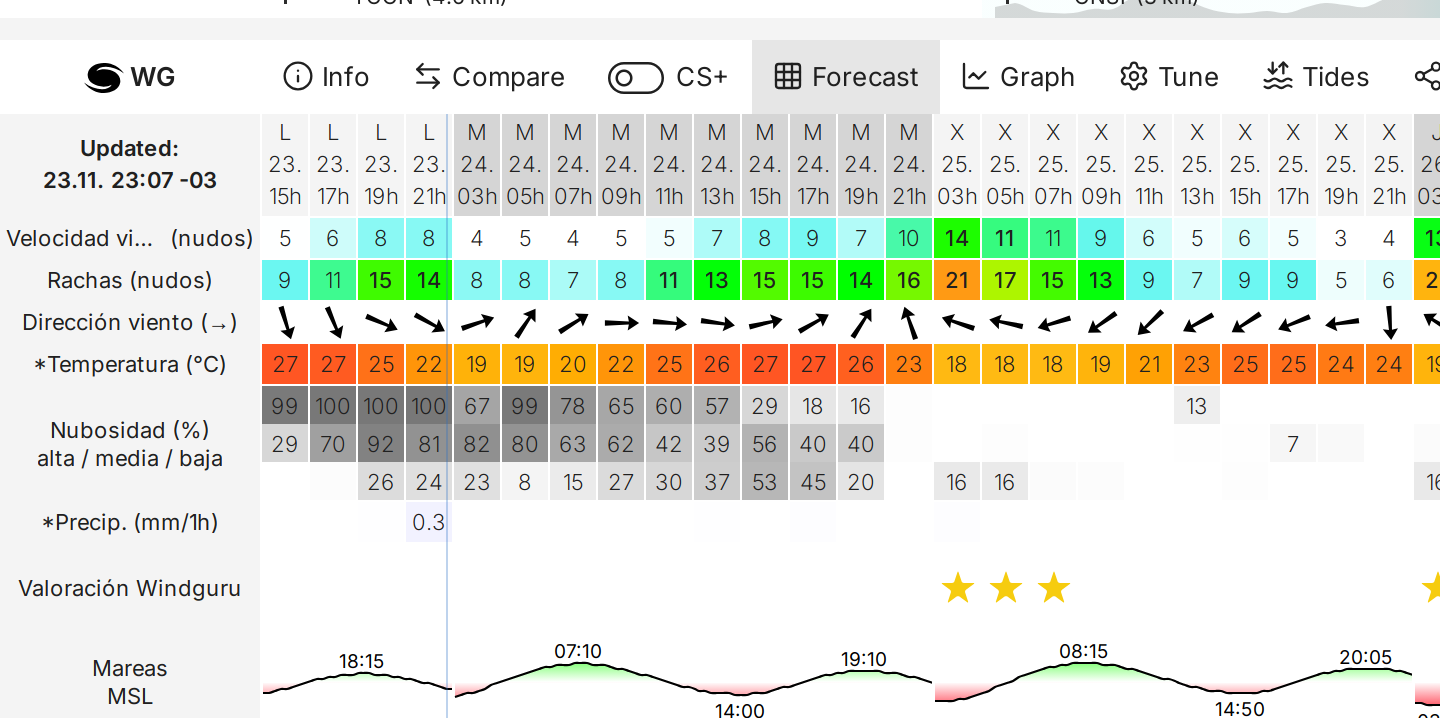 WG Info Compare CS+ Forecast Graph Tune Tides
Updated:
23.11. 23:07 -03
L L L L M M M M M M M M M M X X X X X X X X X X
23. 23. 23. 23. 24. 24. 24. 24. 24. 24. 24. 24. 24. 24. 25. 25. 25. 25. 25. 25. 25. 25. 25. 25.
15h 17h 19h 21h 03h 05h 07h 09h 11h 13h 15h 17h 19h 21h 03h 05h 07h 09h 11h 13h 15h 17h 19h 21h
Velocidad vi... (nudos) 5 6 8 8 4 5 4 5 5 7 8 9 7 10 14 11 11 9 6 5 6 5 3 4
Rachas (nudos) 9 11 15 14 8 8 7 8 11 13 15 15 14 16 21 17 15 13 9 7 9 9 5 6
Dirección viento (→)
*Temperatura (°C) 27 27 25 22 19 19 20 22 25 26 27 27 26 23 18 18 18 19 21 23 25 25 24 24
Nubosidad (%)
alta / media / baja
99 100 100 100 67 99 78 65 60 57 29 18 16 13
29 70 92 81 82 80 63 62 42 39 56 40 40 7
26 24 23 8 15 27 30 37 53 45 20 16 16
*Precip. (mm/1h) 0.3
Valoración Windguru
Mareas
MSL
18:15 07:10 19:10 08:15 20:05
14:00 14:50